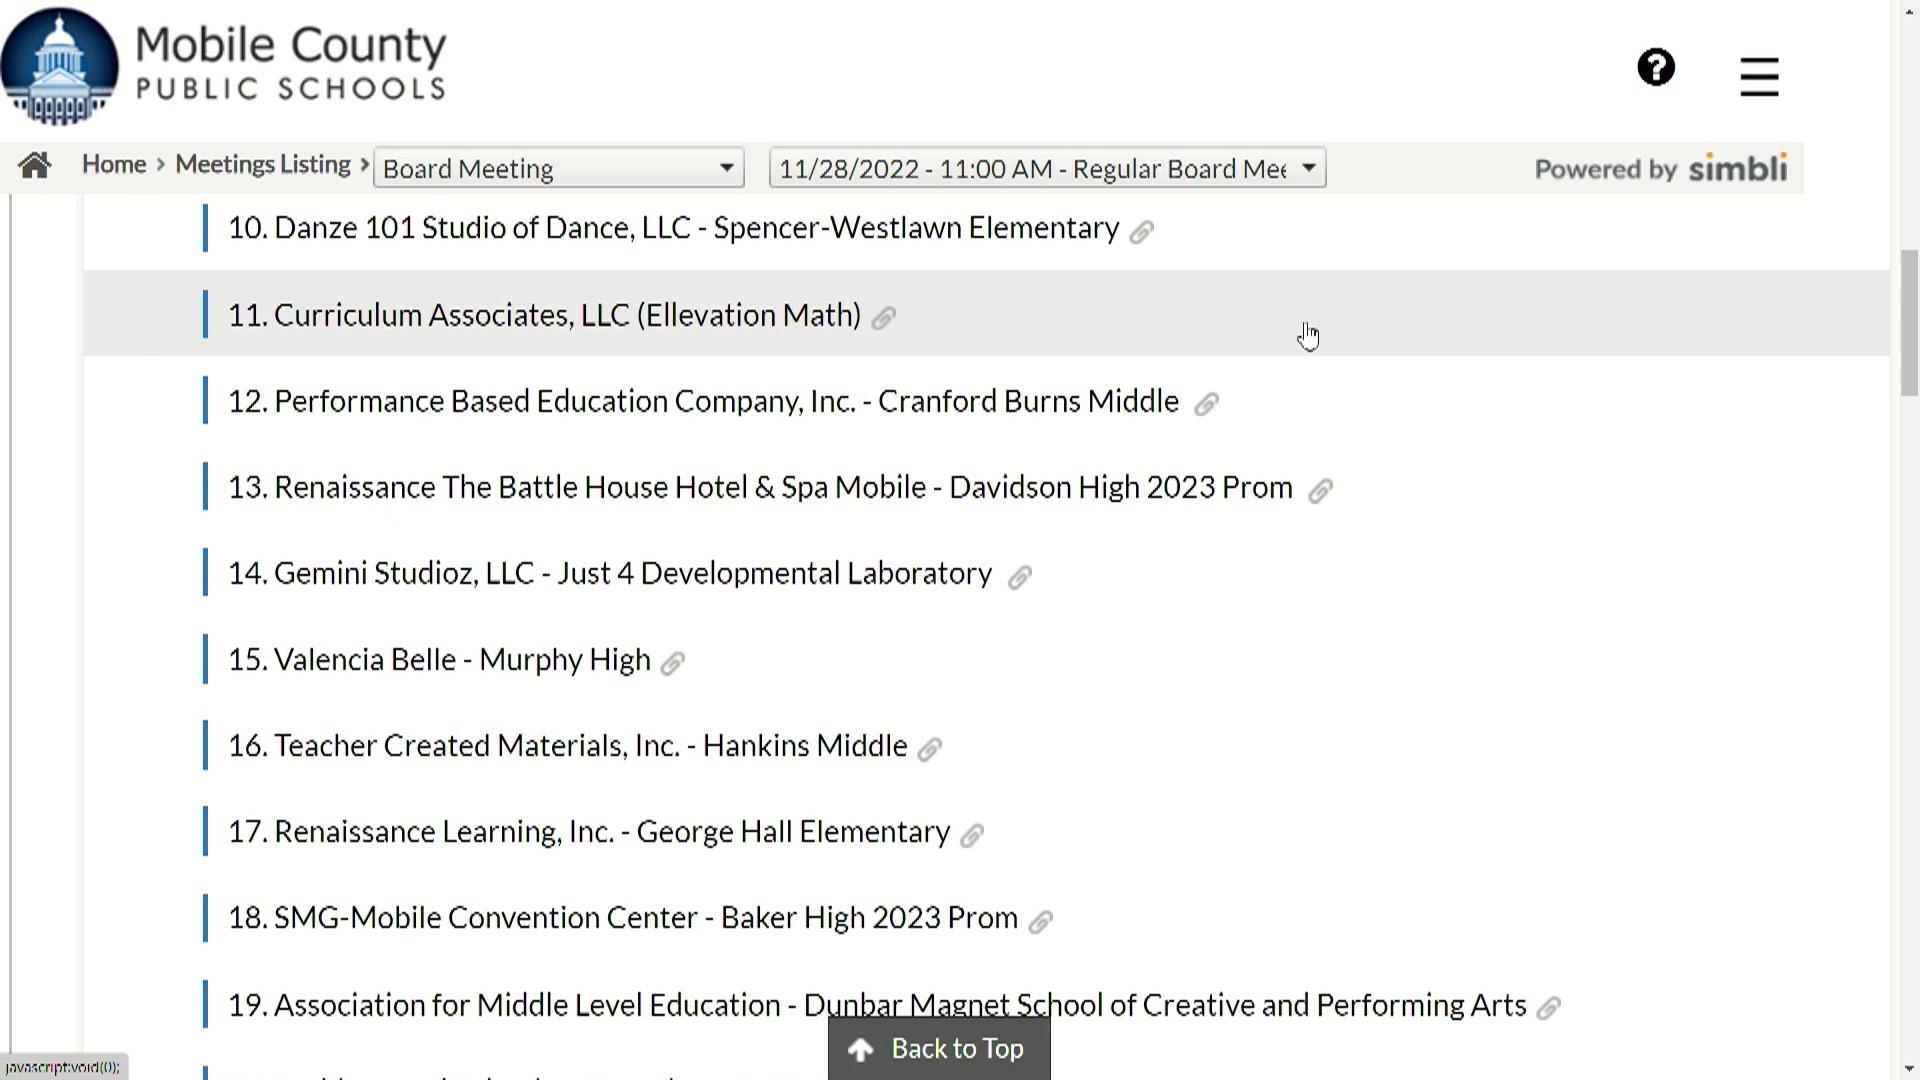 Mobile County
PUBLIC SCHOOLS
?
Home > Meetings Listing > Board Meeting 11/28/2022 - 11:00 AM - Regular Board Mee Powered by simbli
10. Danze 101 Studio of Dance, LLC - Spencer-Westlawn Elementary
11. Curriculum Associates, LLC (Ellevation Math)
12. Performance Based Education Company, Inc. - Cranford Burns Middle
13. Renaissance The Battle House Hotel & Spa Mobile - Davidson High 2023 Prom
14. Gemini Studioz, LLC - Just 4 Developmental Laboratory
15. Valencia Belle - Murphy High
16. Teacher Created Materials, Inc. - Hankins Middle
17. Renaissance Learning, Inc. - George Hall Elementary
18. SMG-Mobile Convention Center - Baker High 2023 Prom
19. Association for Middle Level Education - Dunbar Magnet School of Creative and Performing Arts
Back to Top
javascript:void(0);